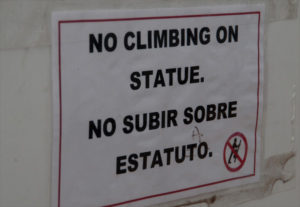 NO CLIMBING ON
STATUE.
NO SUBIR SOBRE
ESTATUTO.